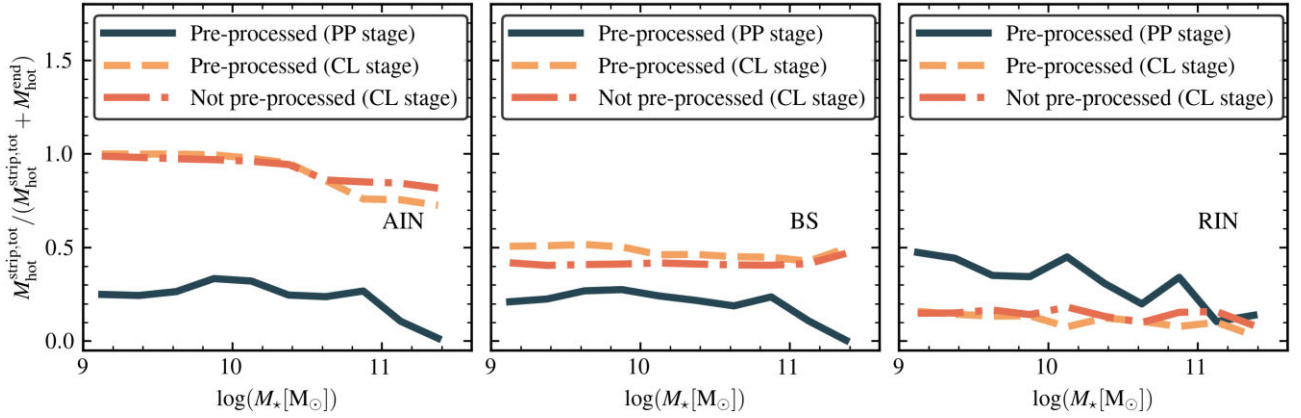 Pre-processed (PP stage)
Pre-processed (CL stage)
Not pre-processed (CL stage)
AIN
Pre-processed (PP stage)
Pre-processed (CL stage)
Not pre-processed (CL stage)
BS
Pre-processed (PP stage)
Pre-processed (CL stage)
Not pre-processed (CL stage)
RIN
M_hot^strip,tot / (M_hot^strip,tot + M_hot^end)
1.5
1.0
0.5
0.0
9 10 11
9 10 11
9 10 11
log(M⋆[M⊙])
log(M⋆[M⊙])
log(M⋆[M⊙])